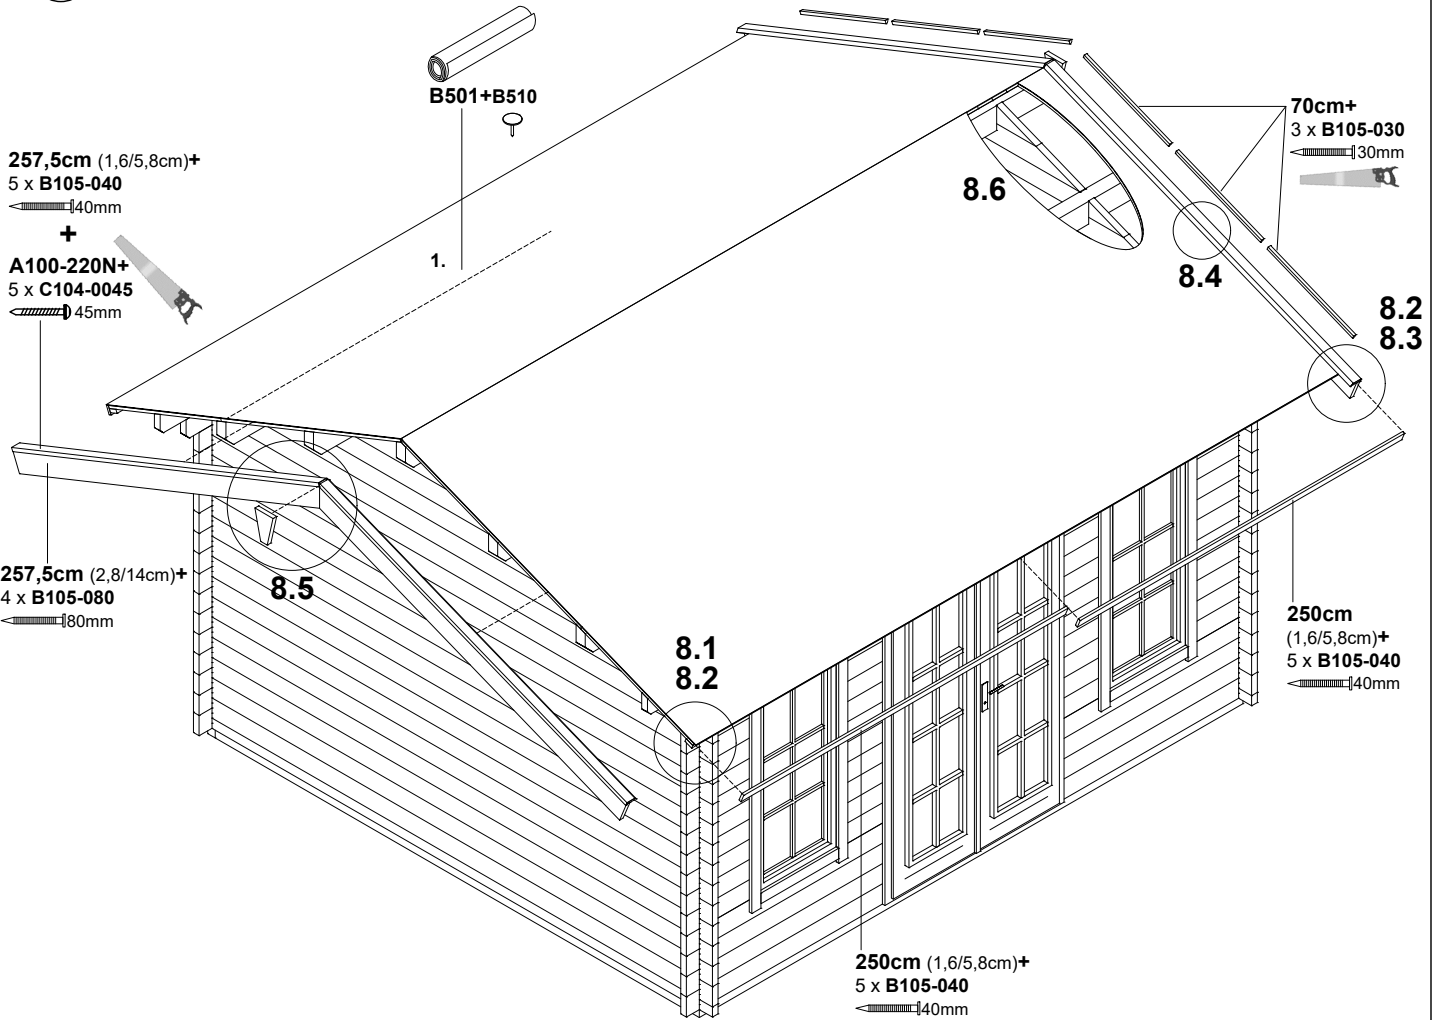 B501+B510
257,5cm (1,6/5,8cm)+
5 x B105-040
40mm
+
A100-220N+
5 x C104-0045
45mm
1.
8.6
70cm+
3 x B105-030
30mm
8.4
8.2
8.3
257,5cm (2,8/14cm)+
4 x B105-080
80mm
8.5
8.1
8.2
250cm
(1,6/5,8cm)+
5 x B105-040
40mm
250cm (1,6/5,8cm)+
5 x B105-040
40mm